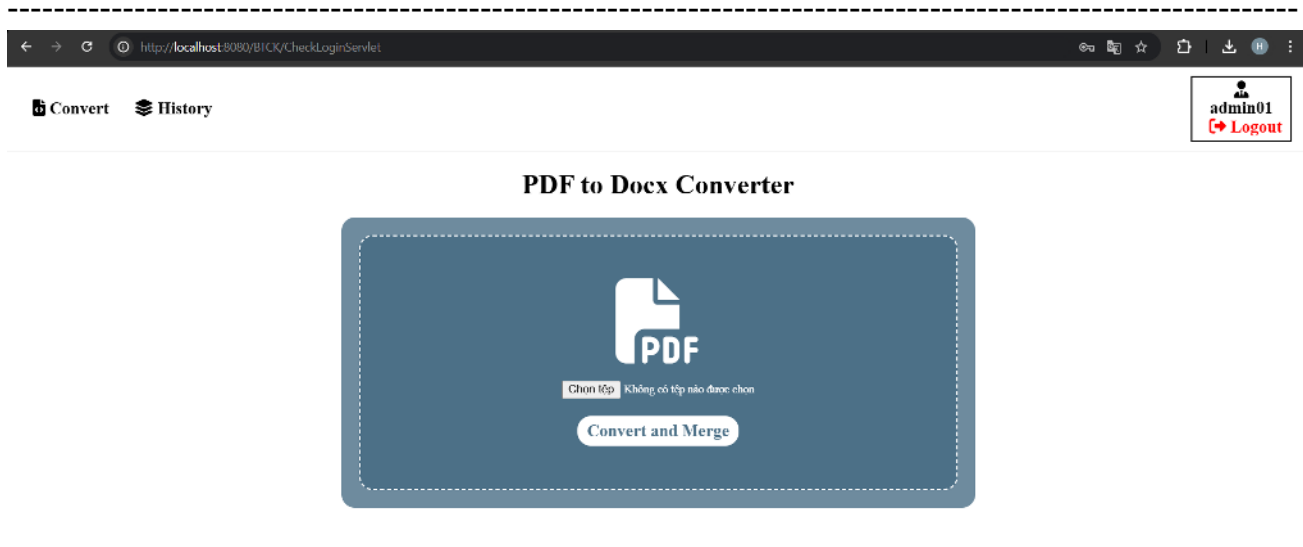 http://localhost:8080/BTCK/CheckLoginServlet
H
Convert History
admin01
Logout
PDF to Docx Converter
PDF
Chọn tệp Không có tệp nào được chọn
Convert and Merge